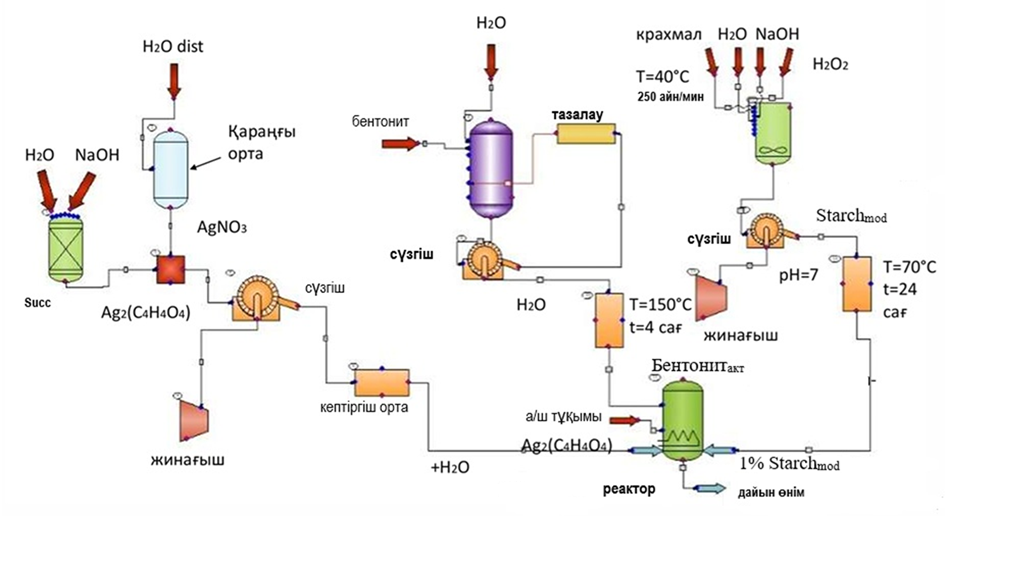 H2O dist
Қараңғы
орта
H2O
NaOH
AgNO3
Succ
Ag2(C4H4O4)
сүзгіш
жинағыш
кептіргіш орта
+H2O
H2O
бентонит
тазалау
сүзгіш
H2O
T=150°C
t=4 сағ
Бентонитакт
а/ш тұқымы
Ag2(C4H4O4)
реактор
дайын өнім
1% Starchmod
крахмал
H2O
NaOH
H2O2
T=40°C
250 айн/мин
сүзгіш
Starchmod
pH=7
жинағыш
T=70°C
t=24
сағ